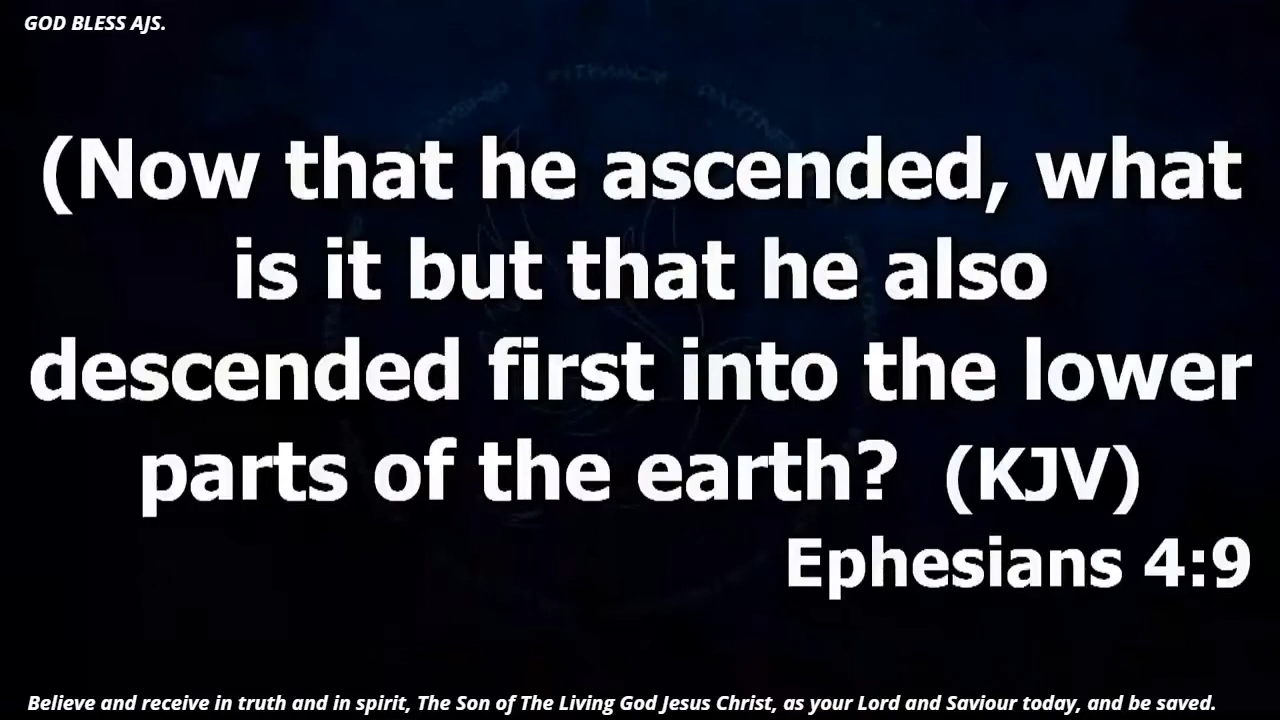 GOD BLESS AJS.
(Now that he ascended, what
is it but that he also
descended first into the lower
parts of the earth? (KJV)
Ephesians 4:9
Believe and receive in truth and in spirit, The Son of The Living God Jesus Christ, as your Lord and Saviour today, and be saved.